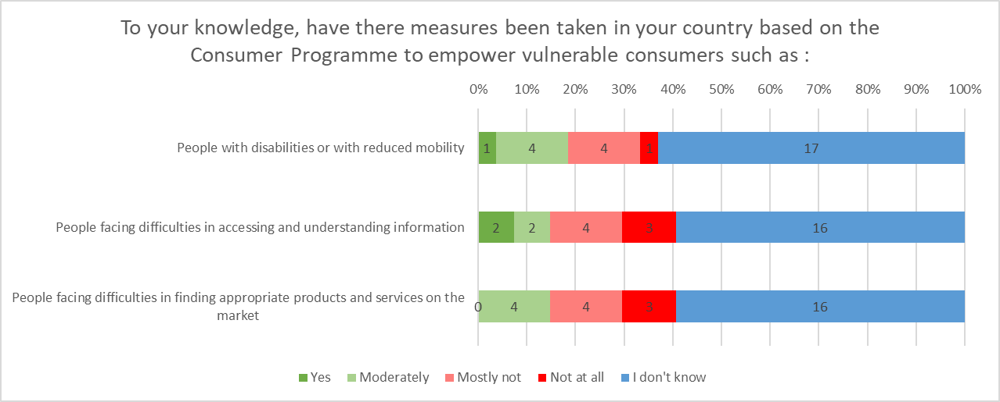 To your knowledge, have there measures been taken in your country based on the
Consumer Programme to empower vulnerable consumers such as :
0% 10% 20% 30% 40% 50% 60% 70% 80% 90% 100%
People with disabilities or with reduced mobility 1 4 4 1 17
People facing difficulties in accessing and understanding information 2 2 4 3 16
People facing difficulties in finding appropriate products and services on the
market
0 4 4 3 16
Yes Moderately Mostly not Not at all I don't know